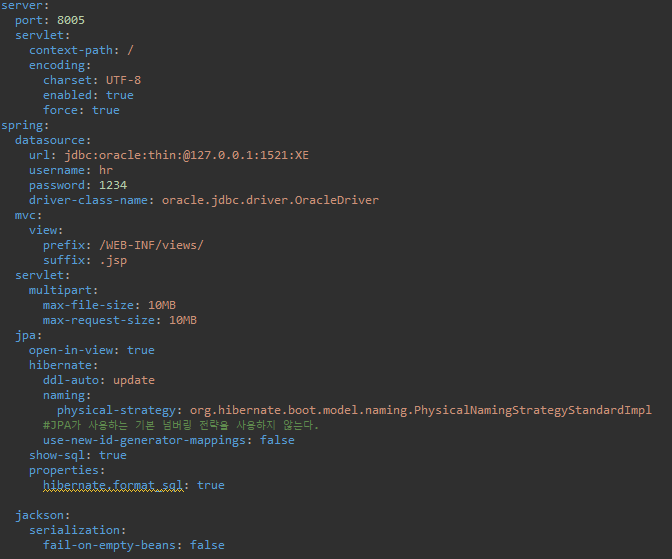 server:
  port: 8005
  servlet:
    context-path: /
    encoding:
      charset: UTF-8
      enabled: true
      force: true
spring:
  datasource:
    url: jdbc:oracle:thin:@127.0.0.1:1521:XE
    username: hr
    password: 1234
    driver-class-name: oracle.jdbc.driver.OracleDriver
  mvc:
    view:
      prefix: /WEB-INF/views/
      suffix: .jsp
  servlet:
    multipart:
      max-file-size: 10MB
      max-request-size: 10MB
  jpa:
    open-in-view: true
    hibernate:
      ddl-auto: update
      naming:
        physical-strategy: org.hibernate.boot.model.naming.PhysicalNamingStrategyStandardImpl
      #JPA가 사용하는 기본 넘버링 전략을 사용하지 않는다.
      use-new-id-generator-mappings: false
    show-sql: true
    properties:
      hibernate.format_sql: true

  jackson:
    serialization:
      fail-on-empty-beans: false